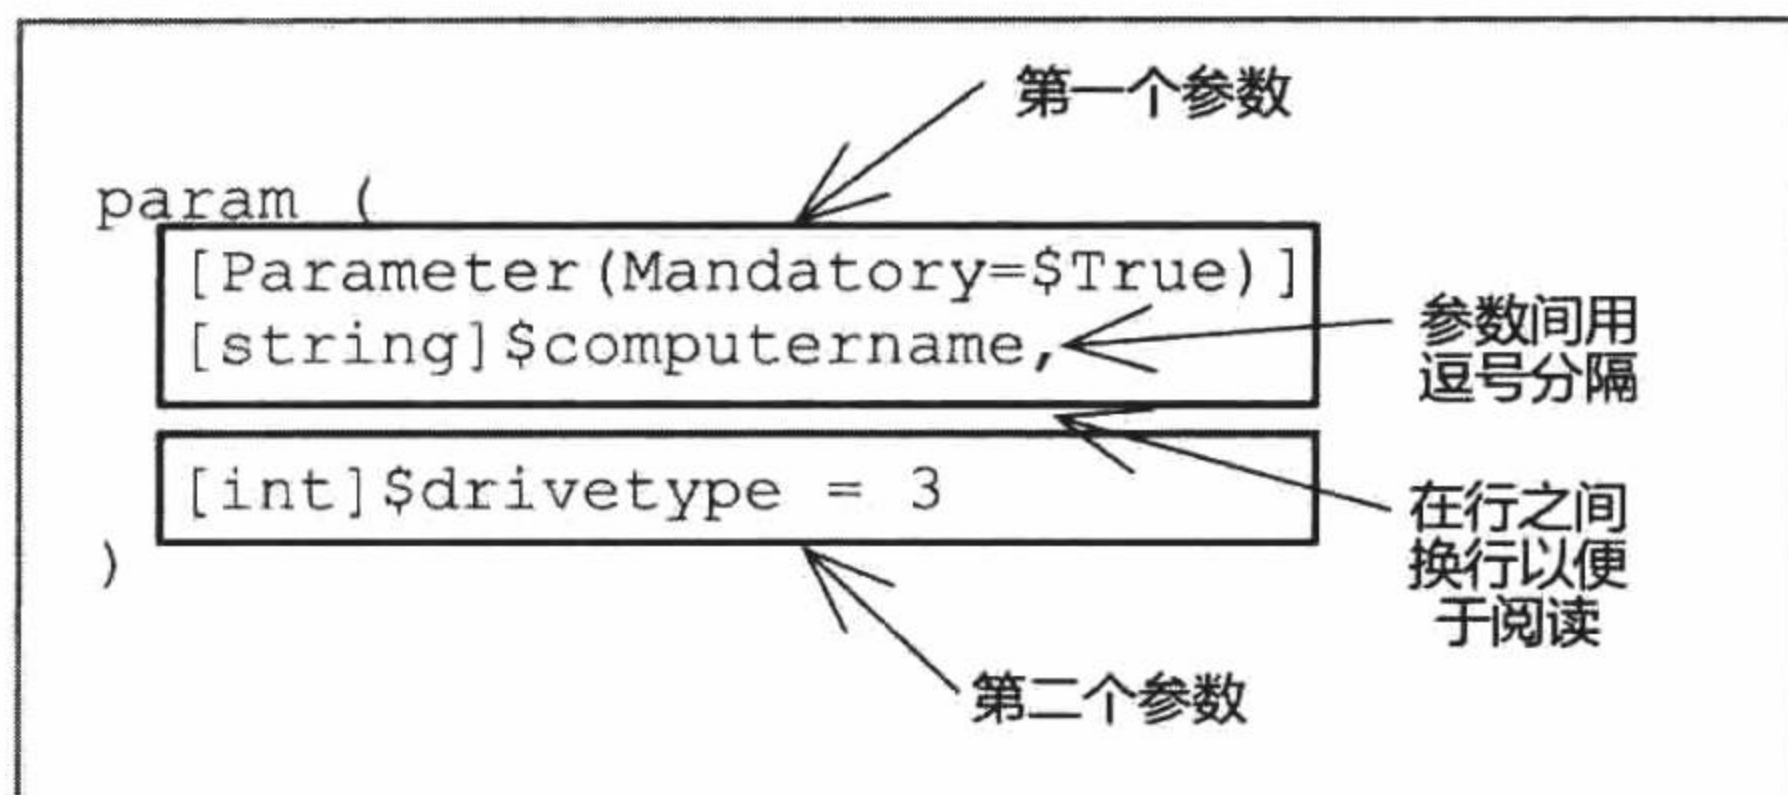 第一个参数
param (
[Parameter(Mandatory=$True)]
[string]$computername,
参数间用
逗号分隔
[int]$drivetype = 3
在行之间
换行以便
于阅读
)
第二个参数